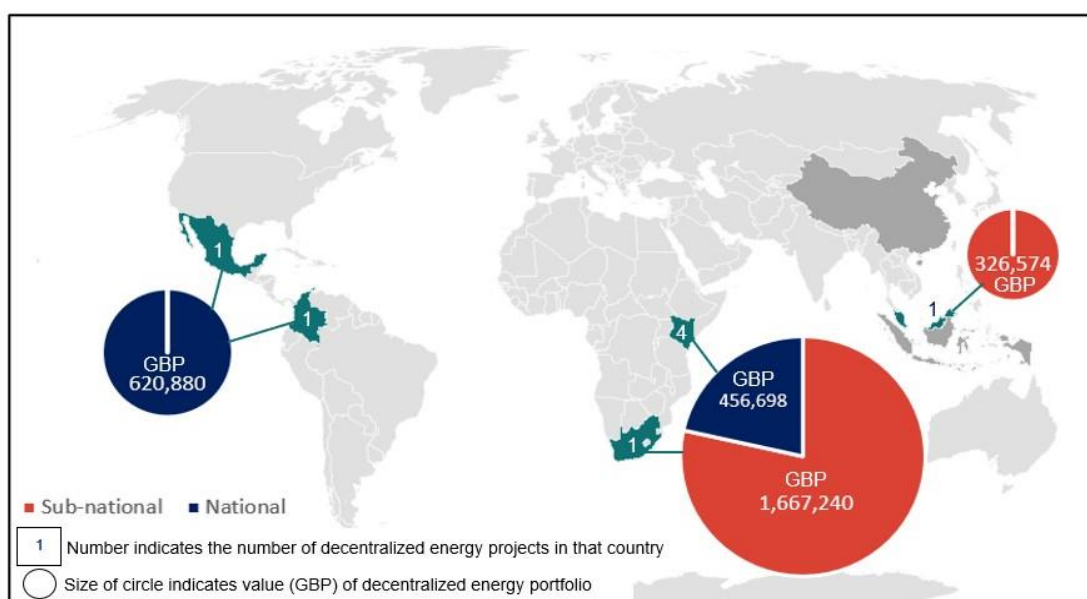 1
1
GBP
620,880
4
1
GBP
456,698
GBP
1,667,240
326,574
GBP
1
Sub-national National
1 Number indicates the number of decentralized energy projects in that country
Size of circle indicates value (GBP) of decentralized energy portfolio